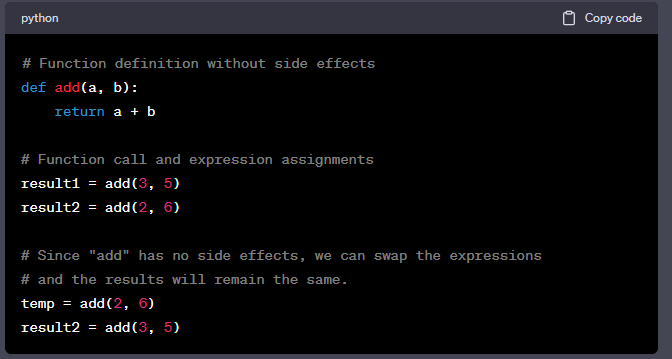 python
Copy code
# Function definition without side effects
def add(a, b):
    return a + b
# Function call and expression assignments
result1 = add(3, 5)
result2 = add(2, 6)
# Since "add" has no side effects, we can swap the expressions
# and the results will remain the same.
temp = add(2, 6)
result2 = add(3, 5)